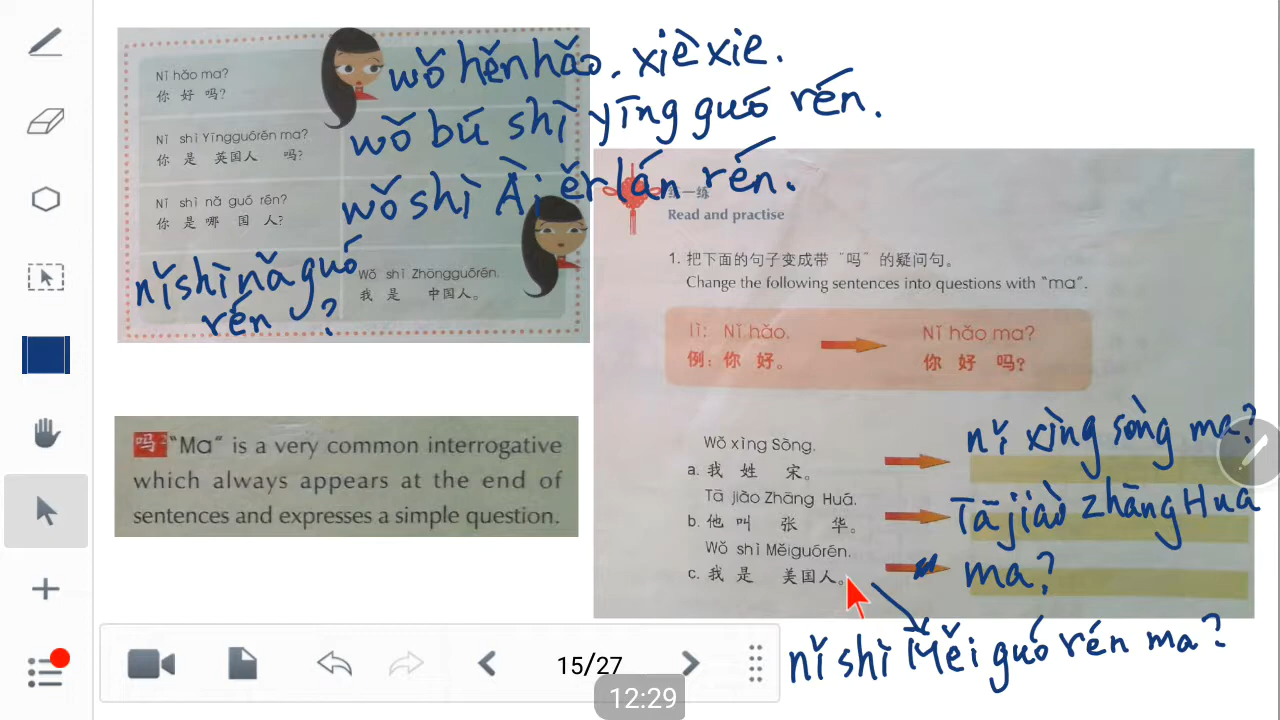 Nǐ hǎo ma?
你 好 吗?
wǒ hěn hǎo. xièxie.
Nǐ shì Yīngguórén ma?
你 是 英国人 吗?
wǒ bú shì yīng guó rén.
Nǐ shì nǎ guó rén?
你 是 哪 国 人?
wǒ shì Ài ěr lán rén.
nǐ shì nǎ guó
rén ?
Wǒ shì Zhōngguórén.
我 是 中国人。
吗 "Ma" is a very common interrogative
which always appears at the end of
sentences and expresses a simple question.
练一练
Read and practise
1. 把下面的句子变成带 "吗" 的疑问句。
Change the following sentences into questions with "ma".
lì: Nǐ hǎo.
例: 你 好。
Nǐ hǎo ma?
你 好 吗?
Wǒ xìng Sòng.
a. 我 姓 宋。
nǐ xìng sòng ma?
Tā jiào Zhāng Huá.
b. 他 叫 张 华。
Tā jiào zhāng Hua
ma?
Wǒ shì Měiguórén.
c. 我 是 美国人。
nǐ shì Měi guó rén ma?
15/27
12:29